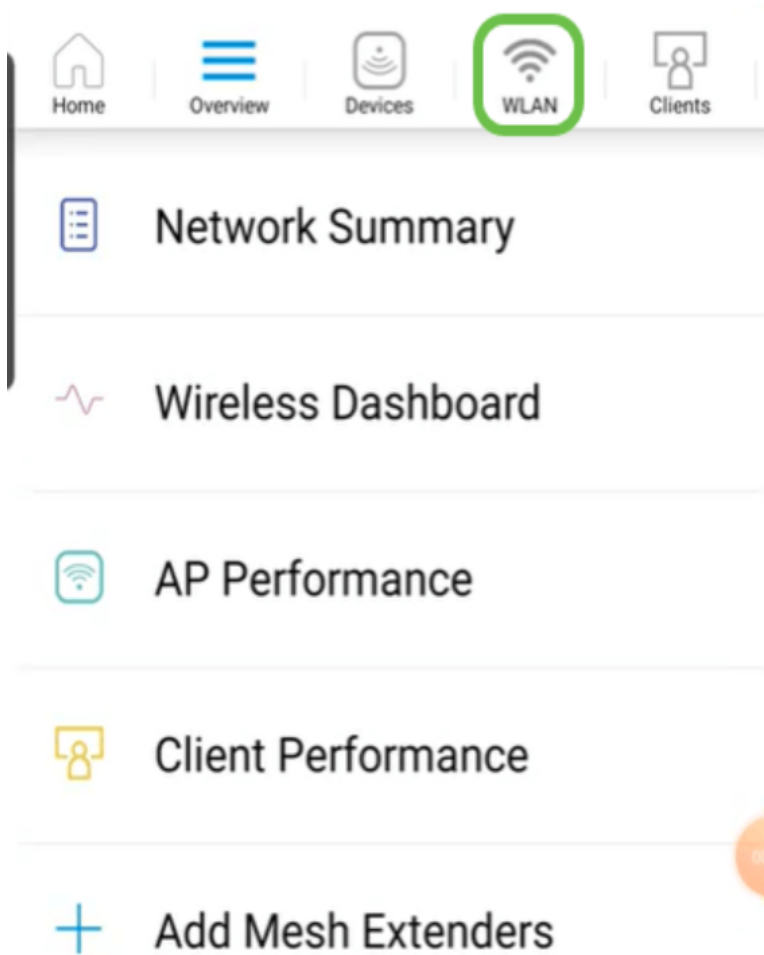 Home Overview Devices WLAN Clients
Network Summary
Wireless Dashboard
AP Performance
Client Performance
Add Mesh Extenders